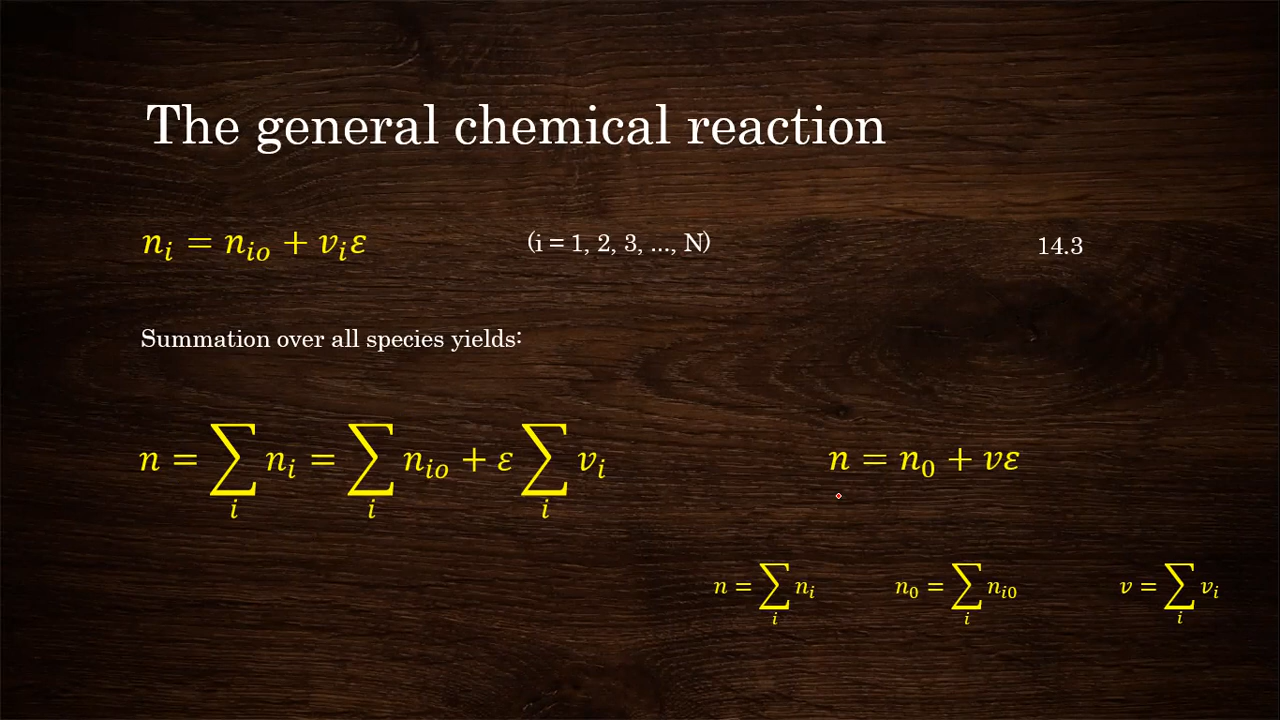 The general chemical reaction
nᵢ = nᵢₒ + vᵢε (i = 1, 2, 3, ..., N) 14.3
Summation over all species yields:
n = ∑ᵢ nᵢ = ∑ᵢ nᵢₒ + ε ∑ᵢ vᵢ n = n₀ + vε
n = ∑ᵢ nᵢ n₀ = ∑ᵢ nᵢ₀ v = ∑ᵢ vᵢ